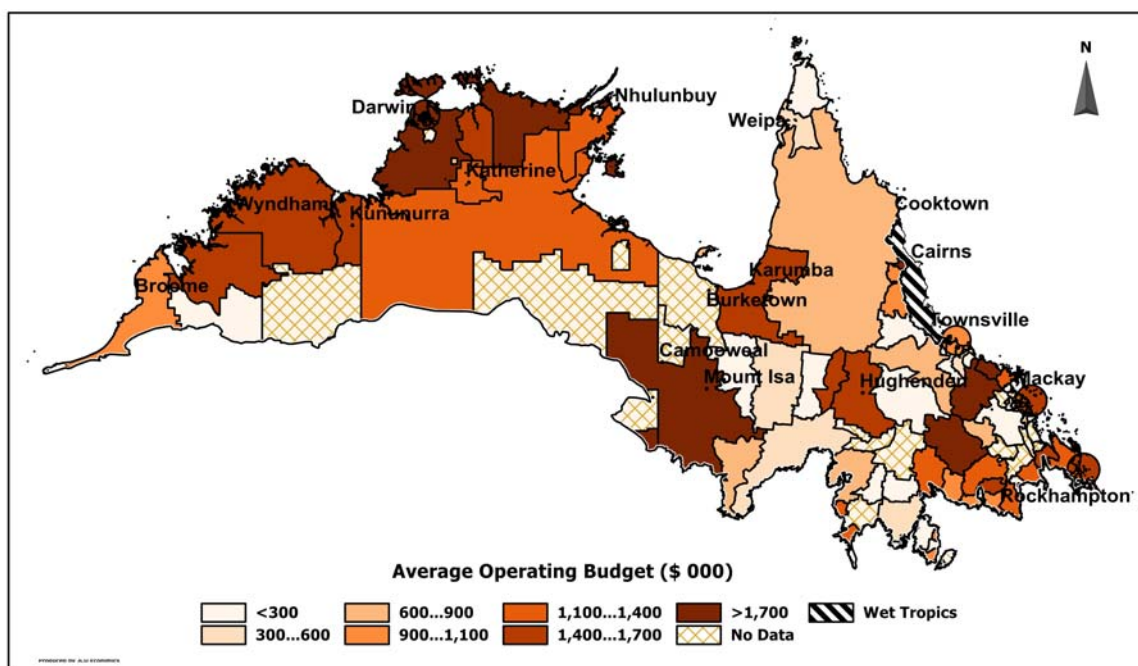 N
Darwin
Nhulunbuy
Weipa
Katherine
Wyndham
Kununurra
Cooktown
Cairns
Broome
Karumba
Burketown
Townsville
Camooweal
Mount Isa
Hughenden
Mackay
Rockhampton
Average Operating Budget ($ 000)
<300
600...900
1,100...1,400
>1,700
Wet Tropics
300...600
900...1,100
1,400...1,700
No Data